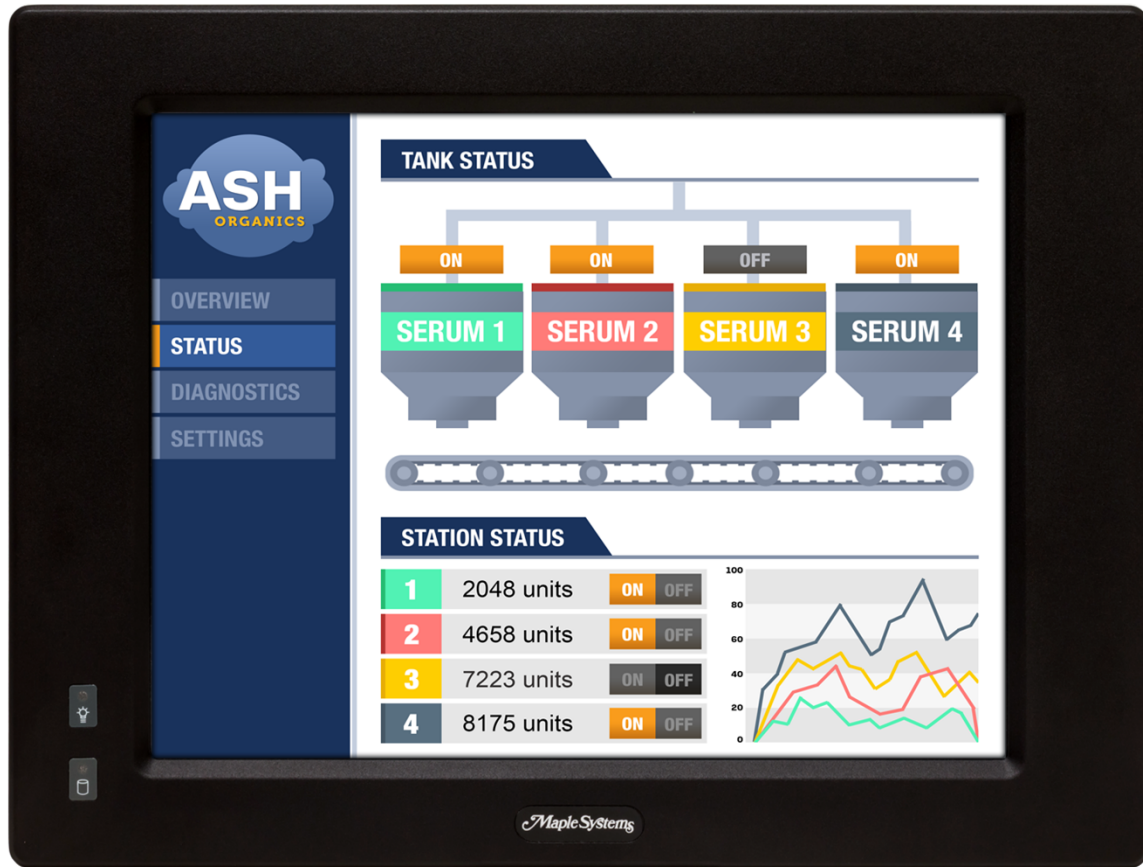 ASH
ORGANICS
OVERVIEW
STATUS
DIAGNOSTICS
SETTINGS
TANK STATUS
ON ON OFF ON
SERUM 1 SERUM 2 SERUM 3 SERUM 4
STATION STATUS
1 2048 units ON OFF
2 4658 units ON OFF
3 7223 units ON OFF
4 8175 units ON OFF
100
80
60
40
20
0
Maple Systems